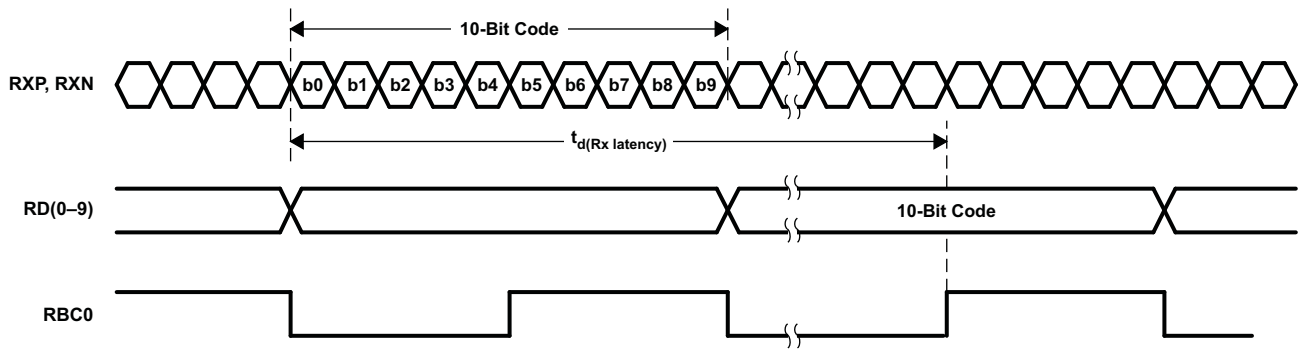 10-Bit Code
RXP, RXN
b0 b1 b2 b3 b4 b5 b6 b7 b8 b9
td(Rx latency)
RD(0–9)
10-Bit Code
RBC0